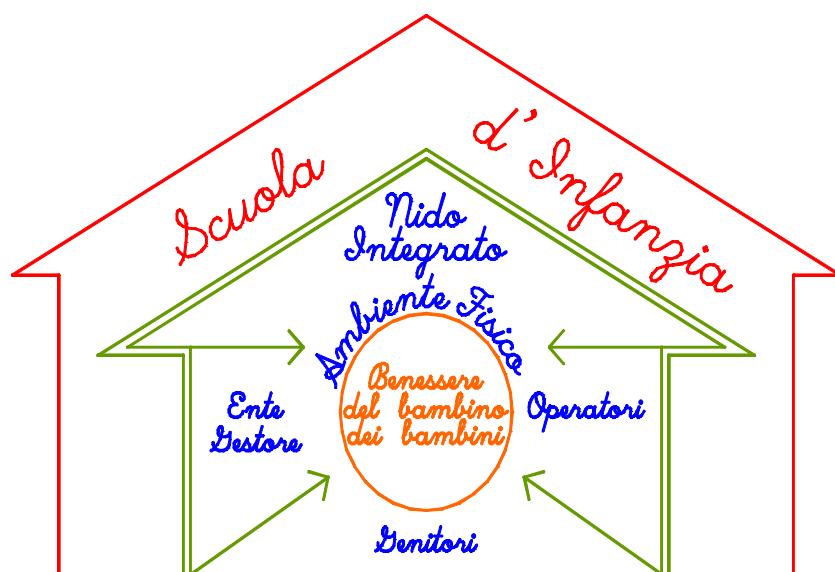 Scuola d' Infanzia
Nido
Integrato
Ambiente Fisico
Benessere
del bambino
dei bambini
Ente
Gestore
Operatori
Genitori